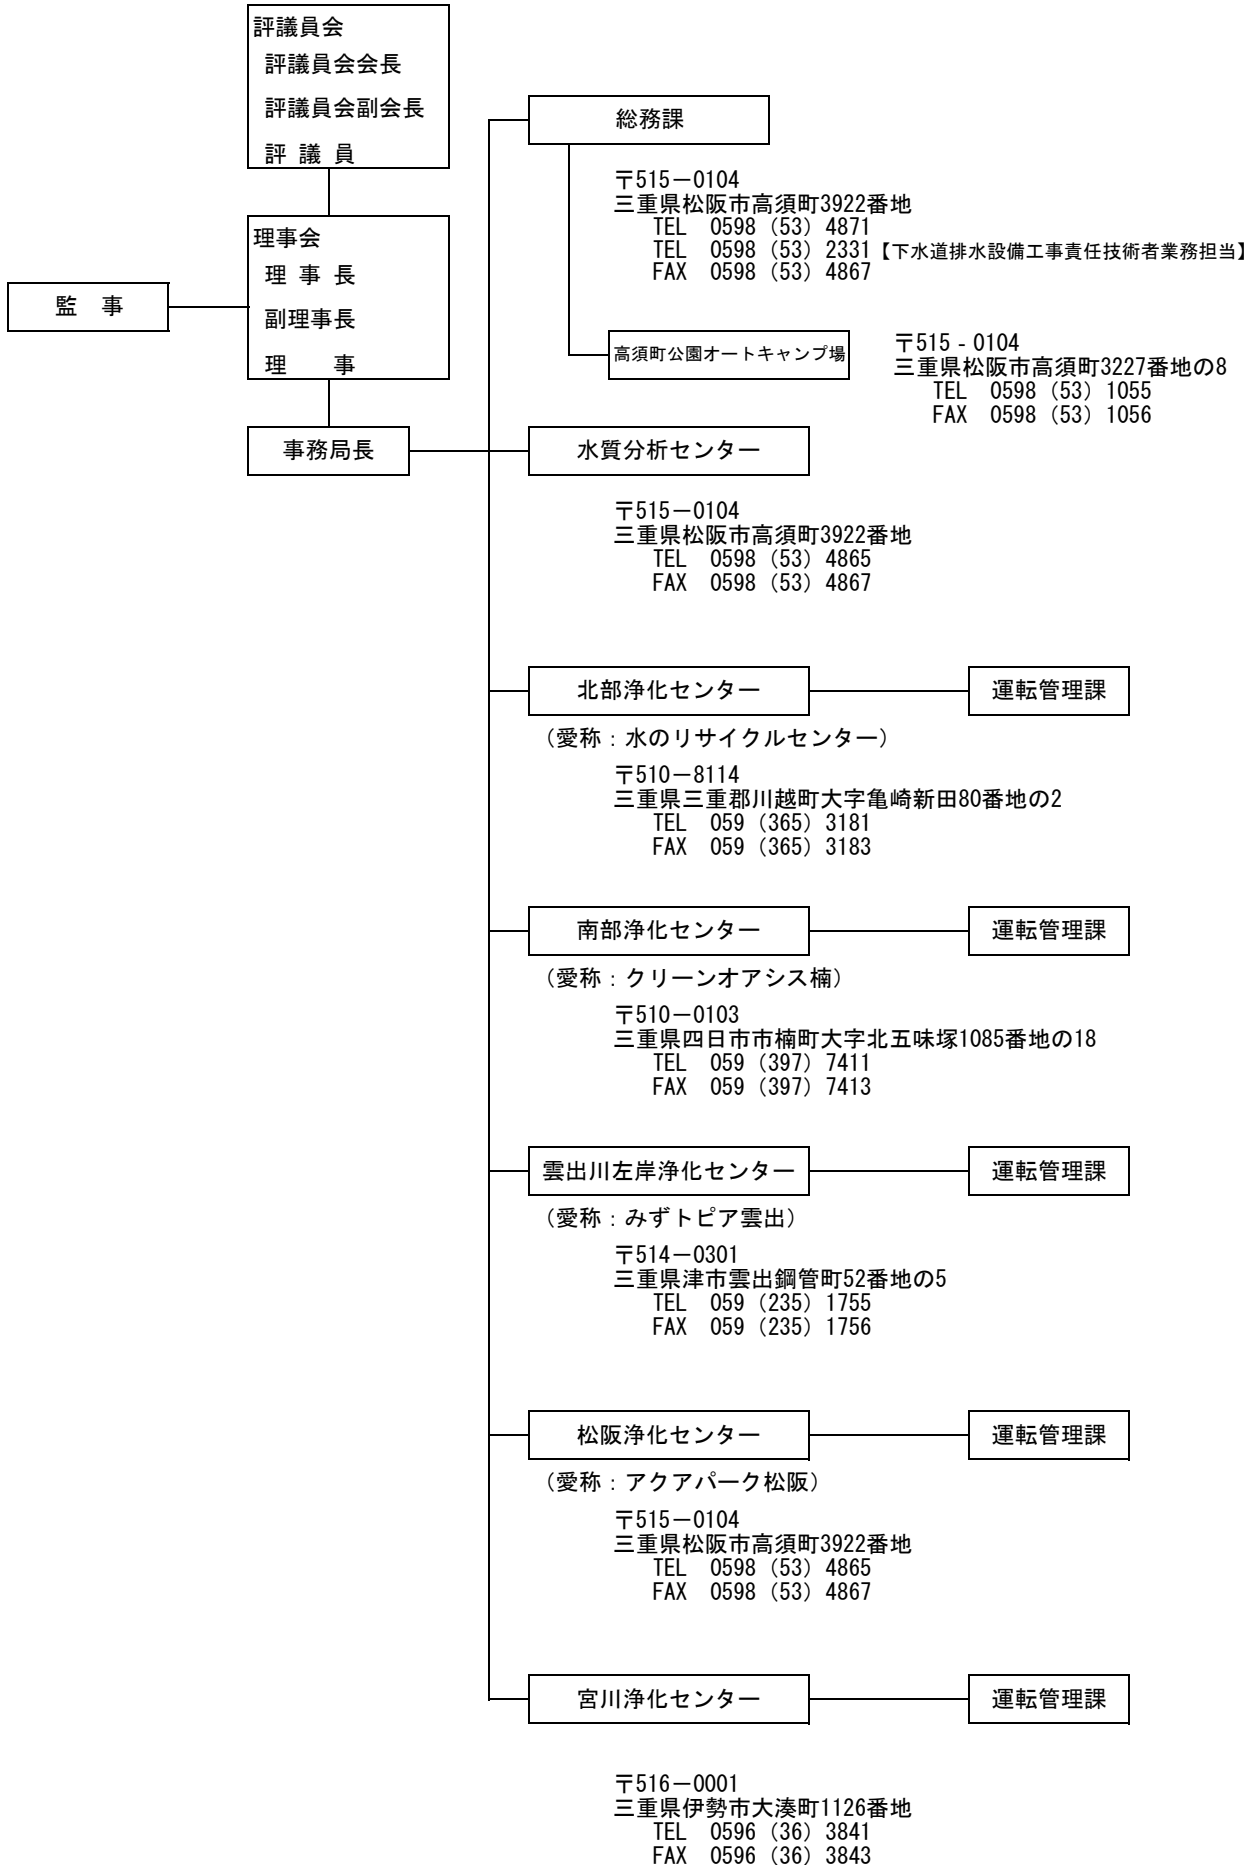 評議員会
評議員会会長
評議員会副会長
評 議 員
理事会
理 事 長
副理事長
理　　事
監　事
事務局長
総務課
〒515－0104
三重県松阪市高須町3922番地
TEL　0598（53）4871
TEL　0598（53）2331【下水道排水設備工事責任技術者業務担当】
FAX　0598（53）4867
高須町公園オートキャンプ場
〒515‐0104
三重県松阪市高須町3227番地の8
TEL　0598（53）1055
FAX　0598（53）1056
水質分析センター
〒515－0104
三重県松阪市高須町3922番地
TEL　0598（53）4865
FAX　0598（53）4867
北部浄化センター
運転管理課
（愛称：水のリサイクルセンター）
〒510－8114
三重県三重郡川越町大字亀崎新田80番地の2
TEL　059（365）3181
FAX　059（365）3183
南部浄化センター
運転管理課
（愛称：クリーンオアシス楠）
〒510－0103
三重県四日市市楠町大字北五味塚1085番地の18
TEL　059（397）7411
FAX　059（397）7413
雲出川左岸浄化センター
運転管理課
（愛称：みずトピア雲出）
〒514－0301
三重県津市雲出鋼管町52番地の5
TEL　059（235）1755
FAX　059（235）1756
松阪浄化センター
運転管理課
（愛称：アクアパーク松阪）
〒515－0104
三重県松阪市高須町3922番地
TEL　0598（53）4865
FAX　0598（53）4867
宮川浄化センター
運転管理課
〒516－0001
三重県伊勢市大湊町1126番地
TEL　0596（36）3841
FAX　0596（36）3843